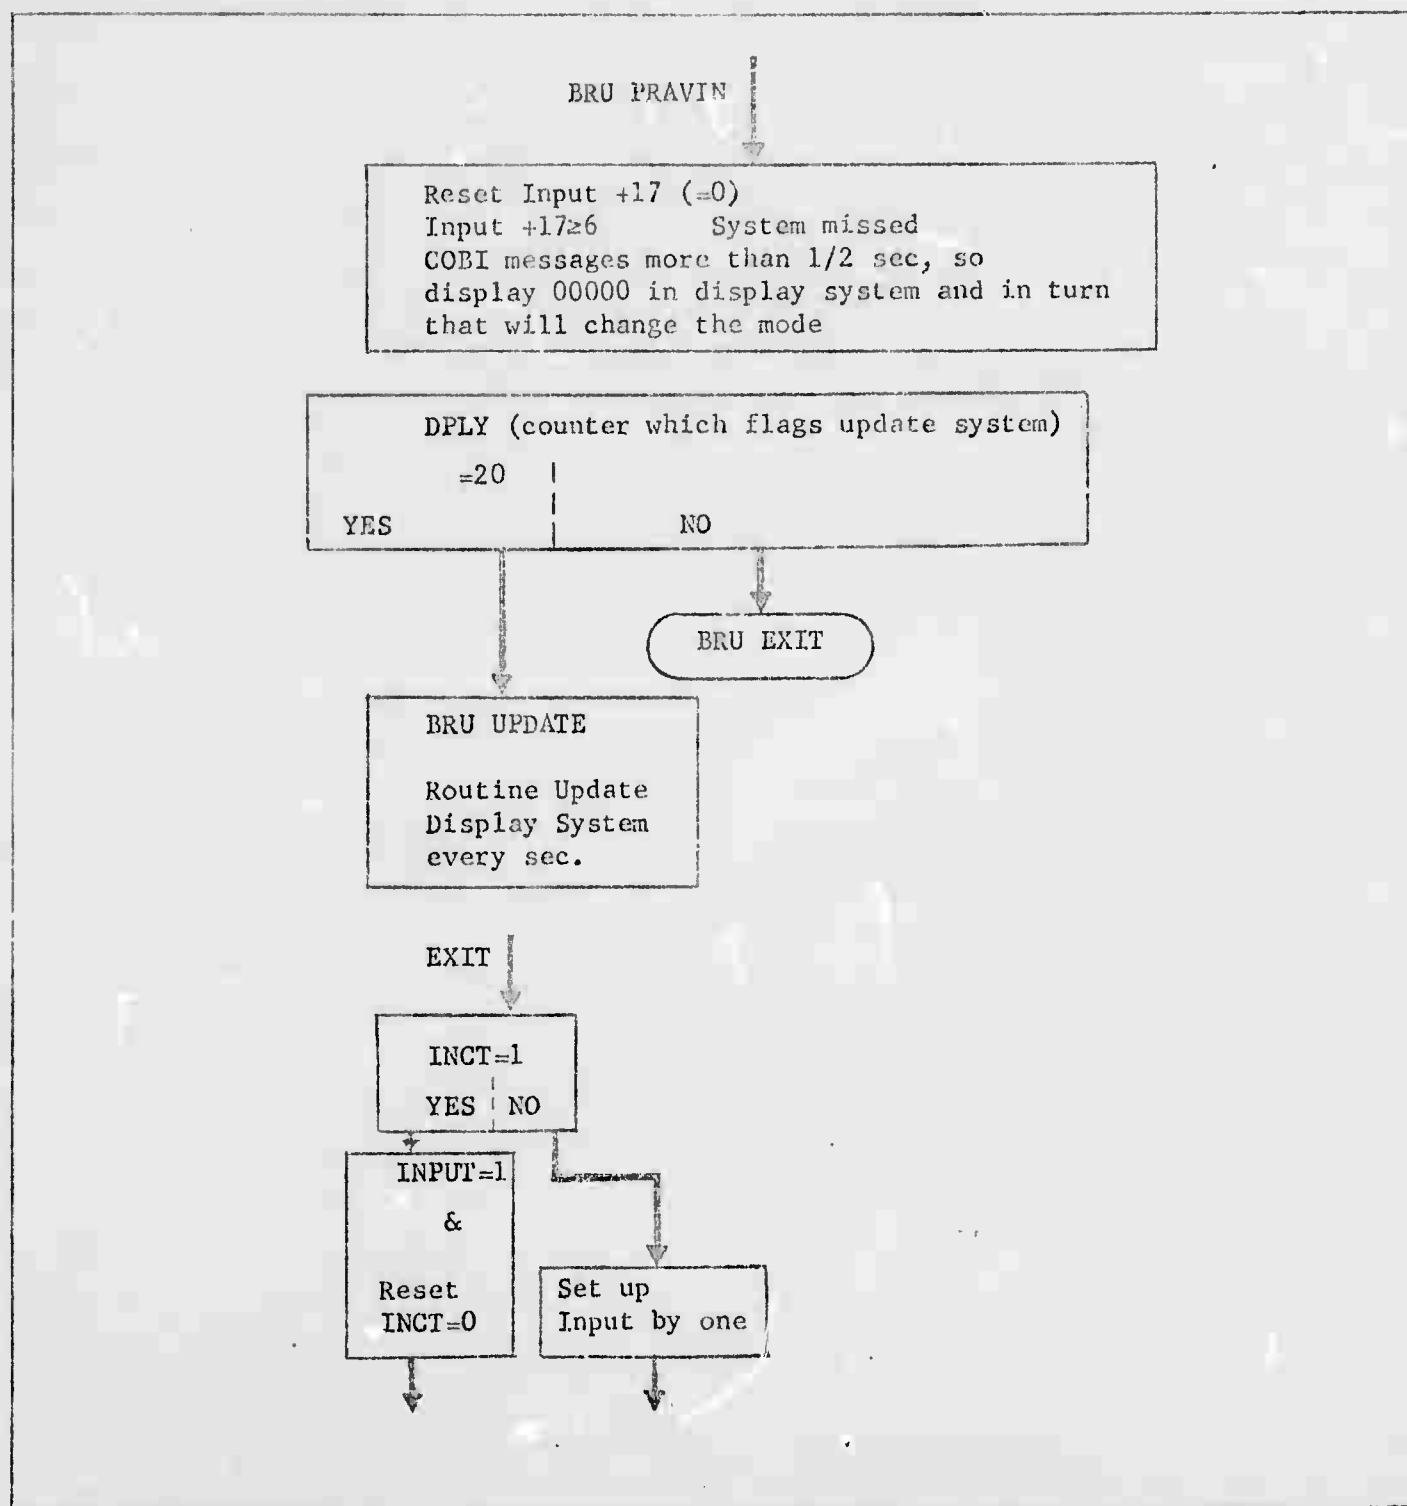 BRU PRAVIN
Reset Input +17 (=0)
Input +17≥6 System missed
COBI messages more than 1/2 sec, so
display 00000 in display system and in turn
that will change the mode
DPLY (counter which flags update system)
=20
YES NO
BRU EXIT
BRU UPDATE
Routine Update
Display System
every sec.
EXIT
INCT=1
YES NO
INPUT=1
&
Reset
INCT=0
Set up
Input by one